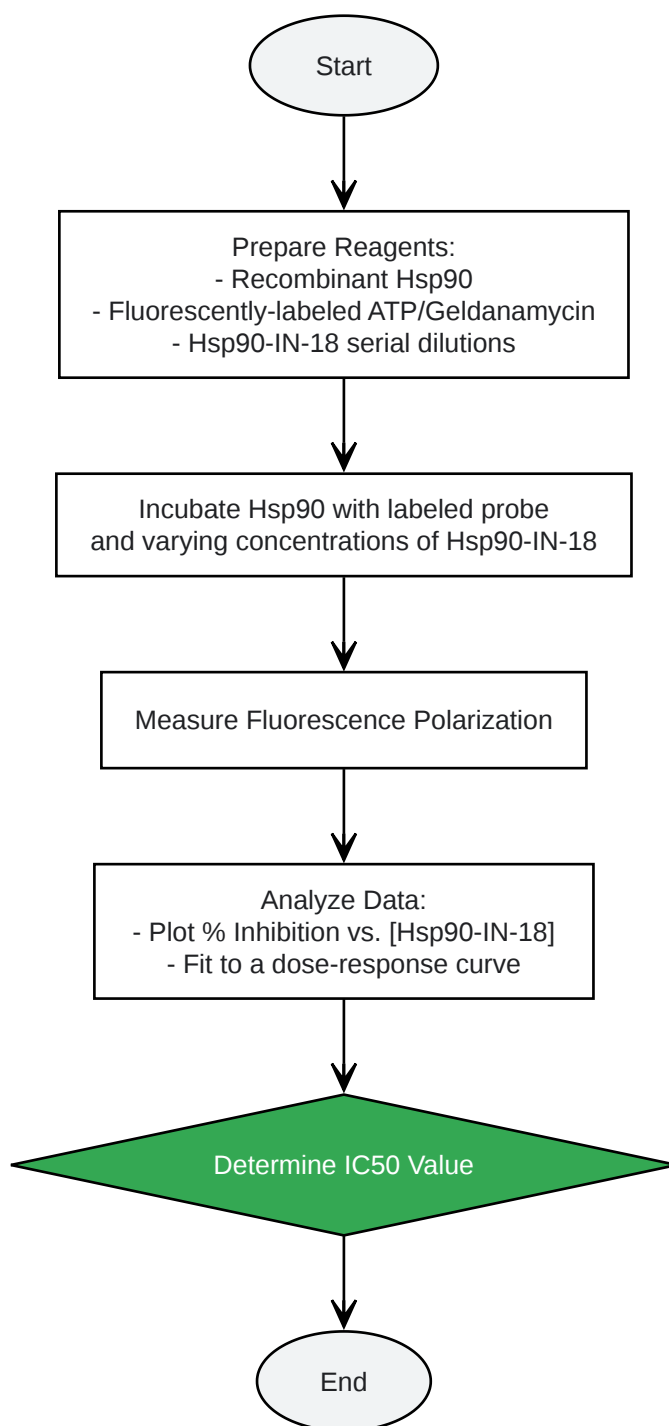 Start
Prepare Reagents:
- Recombinant Hsp90
- Fluorescently-labeled ATP/Geldanamycin
- Hsp90-IN-18 serial dilutions
Incubate Hsp90 with labeled probe
and varying concentrations of Hsp90-IN-18
Measure Fluorescence Polarization
Analyze Data:
- Plot % Inhibition vs. [Hsp90-IN-18]
- Fit to a dose-response curve
Determine IC50 Value
End